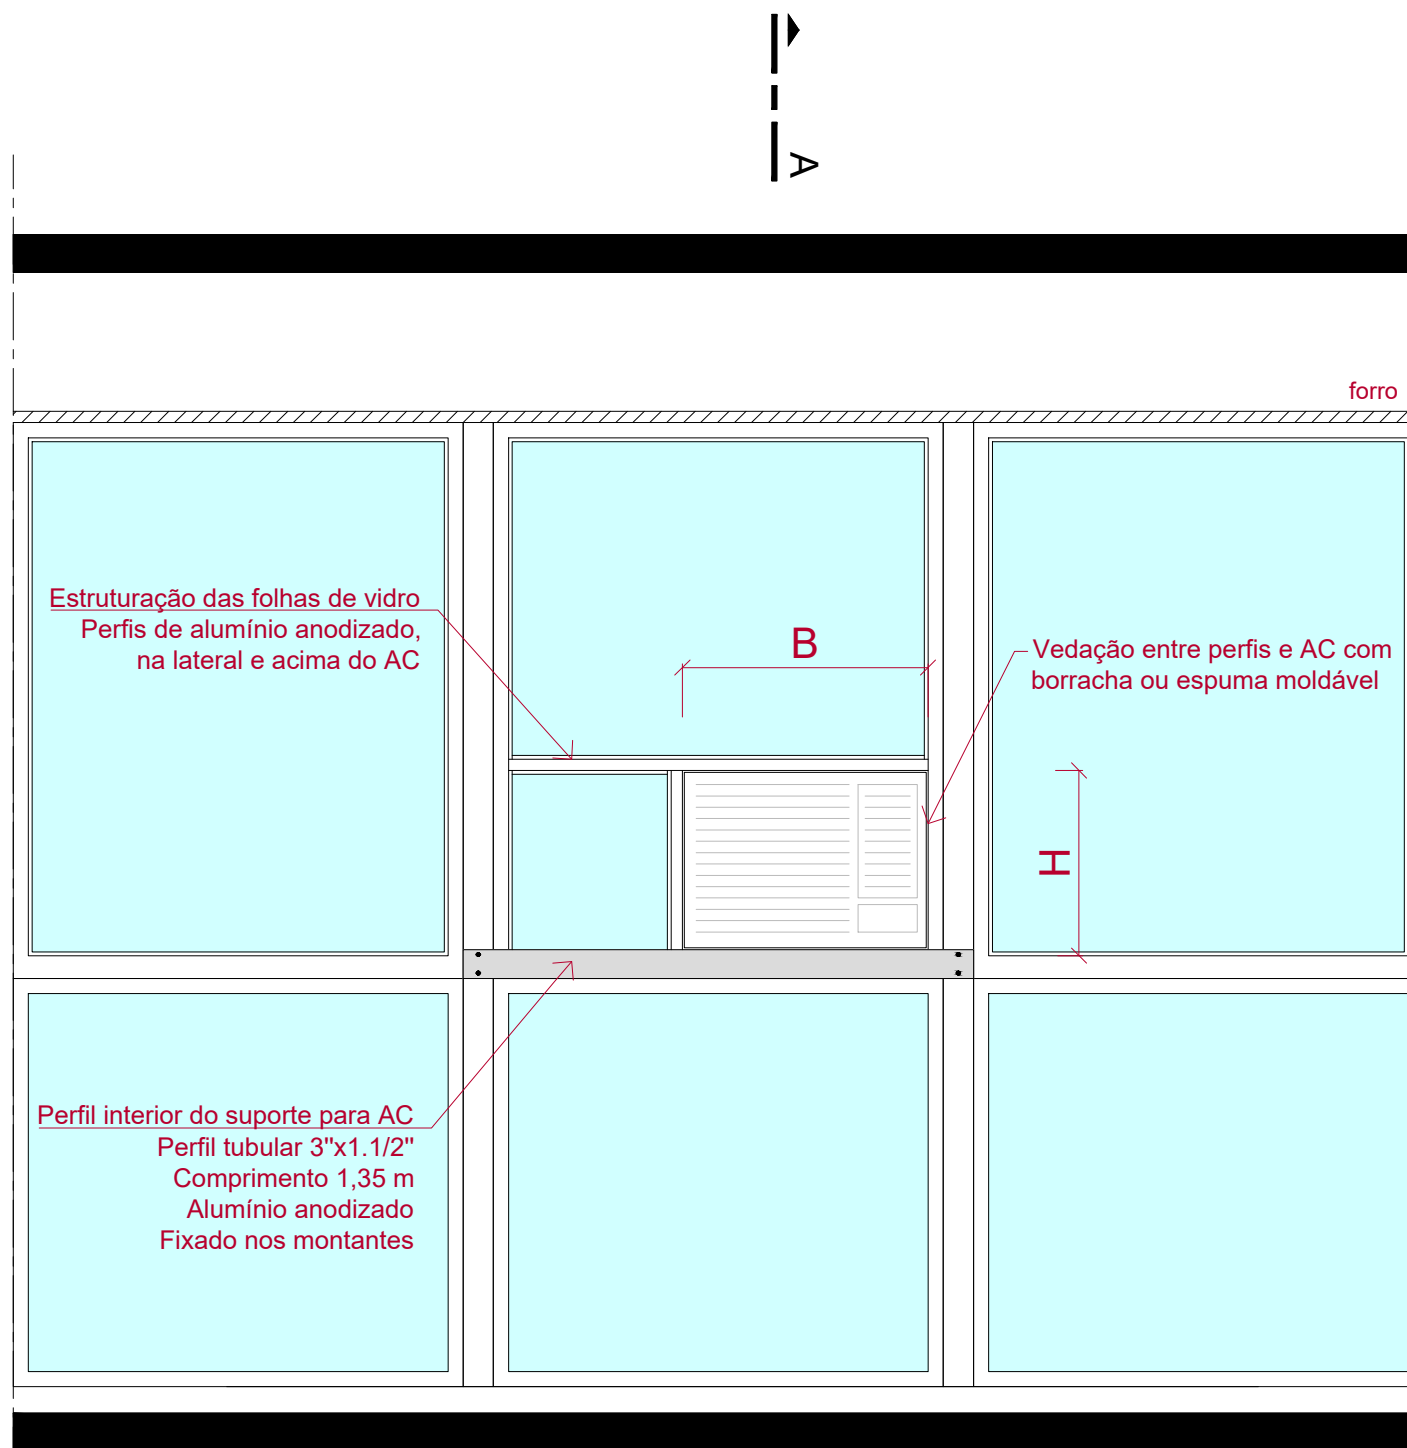 A
forro
Estruturação das folhas de vidro
Perfis de alumínio anodizado,
na lateral e acima do AC
B
Vedação entre perfis e AC com
borracha ou espuma moldável
H
Perfil interior do suporte para AC
Perfil tubular 3"x1.1/2"
Comprimento 1,35 m
Alumínio anodizado
Fixado nos montantes